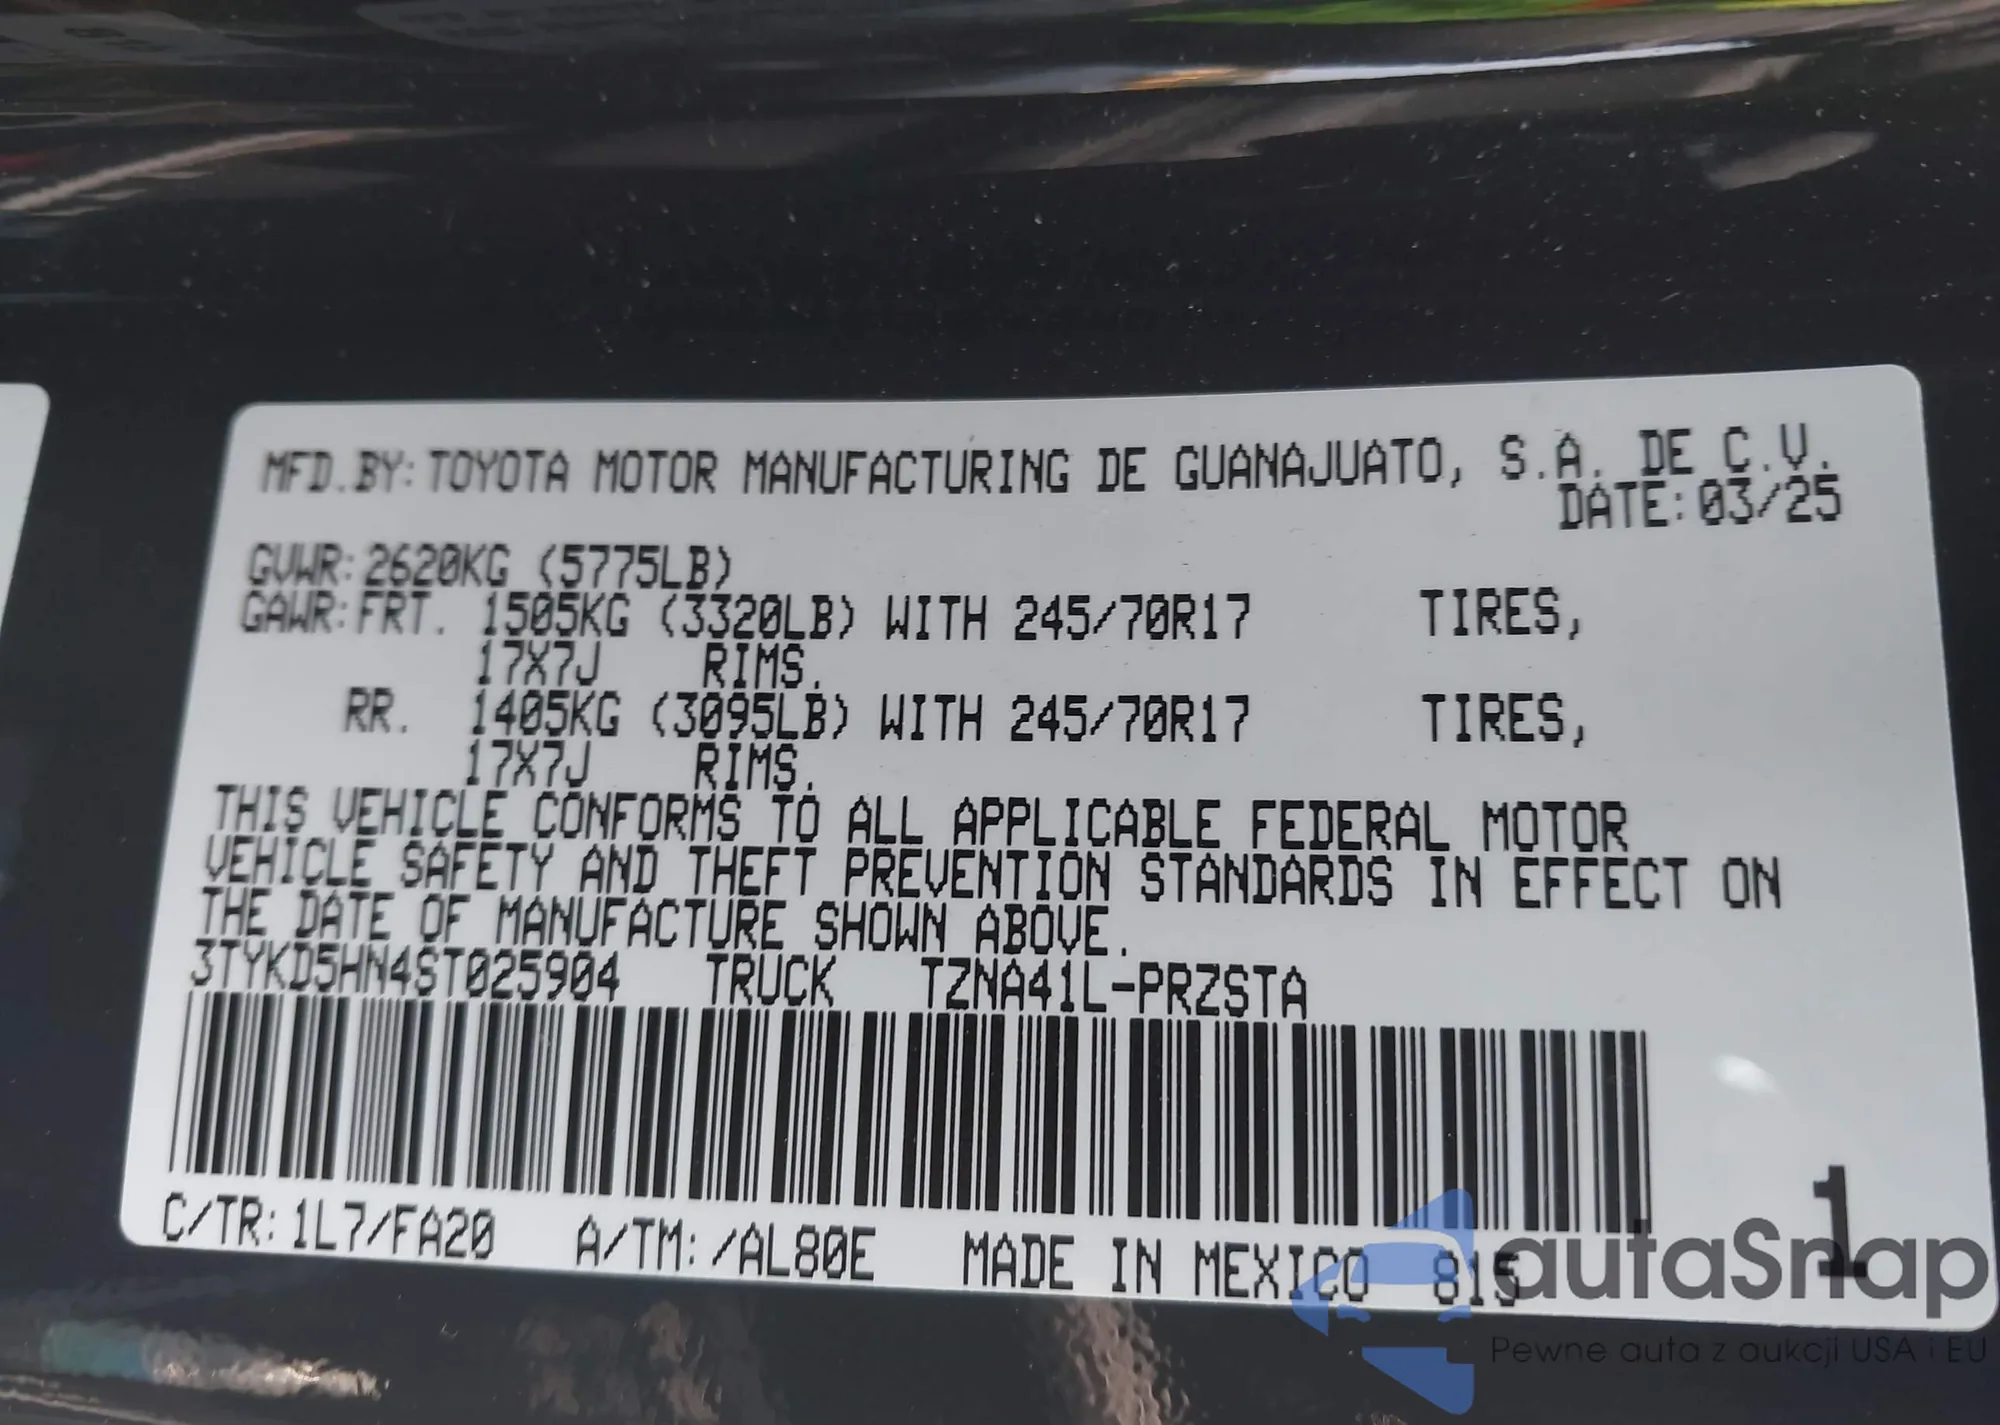 MFD.BY: TOYOTA MOTOR MANUFACTURING DE GUANAJUATO, S.A. DE C.V.
DATE: 03/25
GVWR: 2620KG (5775LB)
GAWR: FRT. 1505KG (3320LB) WITH 245/70R17 TIRES,
17X7J RIMS.
RR. 1405KG (3095LB) WITH 245/70R17 TIRES,
17X7J RIMS.
THIS VEHICLE CONFORMS TO ALL APPLICABLE FEDERAL MOTOR
VEHICLE SAFETY AND THEFT PREVENTION STANDARDS IN EFFECT ON
THE DATE OF MANUFACTURE SHOWN ABOVE.
3TYKD5HN4ST025904 TRUCK TZNA41L-PRZSTA
C/TR: 1L7/FA20 A/TM: /AL80E MADE IN MEXICO 815
1
autaSnap
Pewne auta z aukcji USA i EU